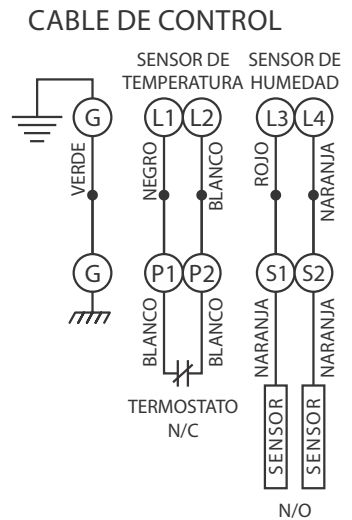 CABLE DE CONTROL
SENSOR DE TEMPERATURA
SENSOR DE HUMEDAD
G L1 L2 L3 L4
VERDE NEGRO BLANCO ROJO NARANJA
G P1 P2 S1 S2
BLANCO BLANCO NARANJA NARANJA
TERMOSTATO
N/C
SENSOR SENSOR
N/O